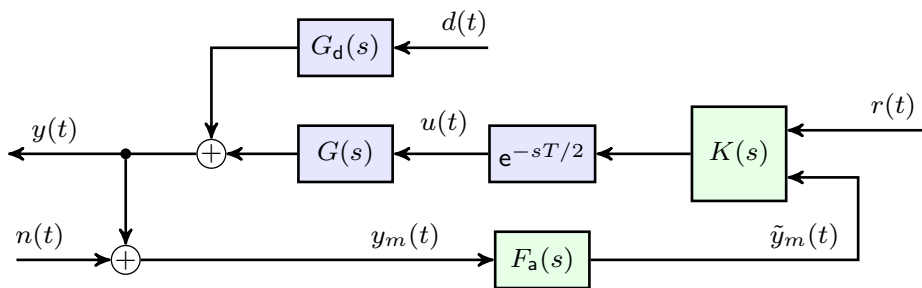 G_d(s)
d(t)
y(t)
+
G(s)
u(t)
e^{-sT/2}
K(s)
r(t)
n(t)
+
y_m(t)
F_a(s)
ỹ_m(t)